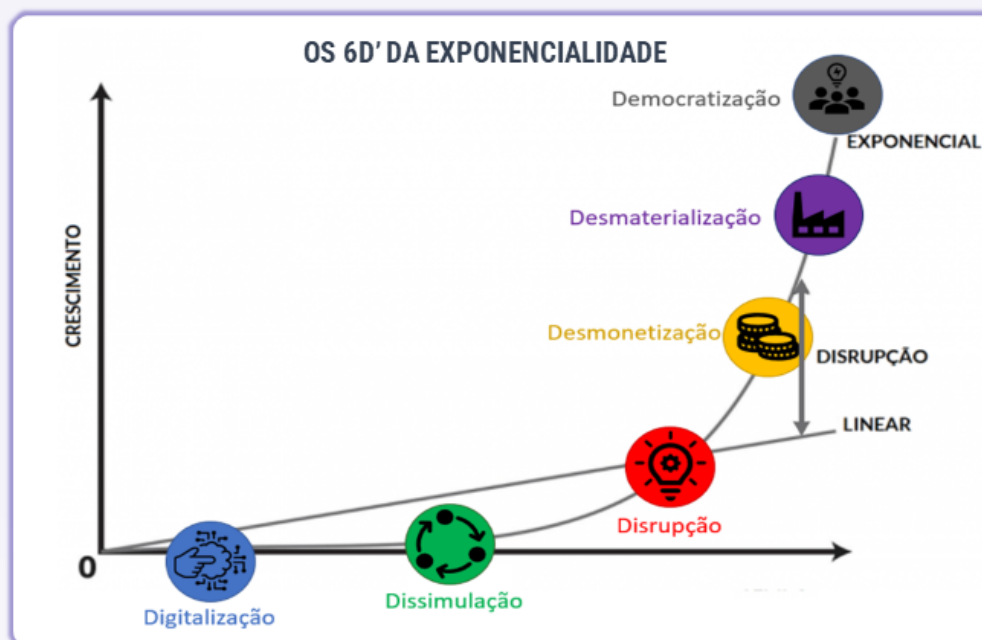 OS 6D’ DA EXPONENCIALIDADE
Democratização
EXPONENCIAL
Desmaterialização
CRESCIMENTO
Desmonetização
DISRUPÇÃO
LINEAR
Disrupção
0
Dissimulação
Digitalização